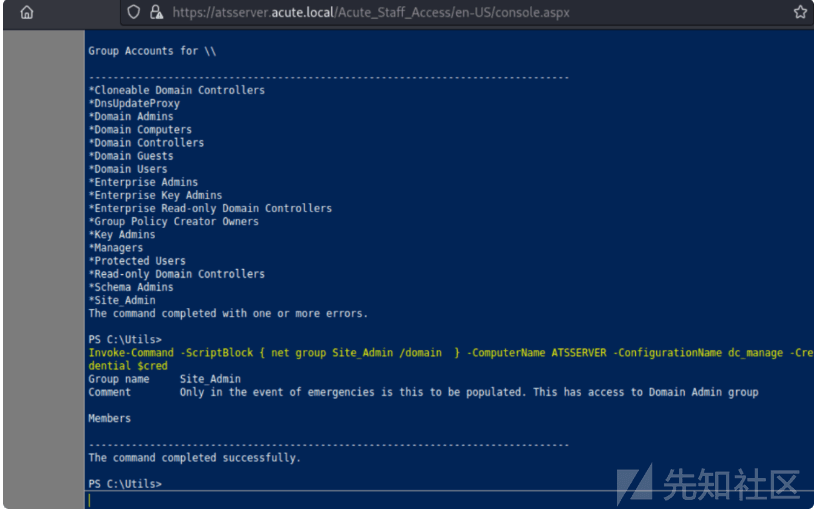 https://atsserver.acute.local/Acute_Staff_Access/en-US/console.aspx
Group Accounts for \\
-------------------------------------------------------------------------------
*Cloneable Domain Controllers
*DnsUpdateProxy
*Domain Admins
*Domain Computers
*Domain Controllers
*Domain Guests
*Domain Users
*Enterprise Admins
*Enterprise Key Admins
*Enterprise Read-only Domain Controllers
*Group Policy Creator Owners
*Key Admins
*Managers
*Protected Users
*Read-only Domain Controllers
*Schema Admins
*Site_Admin
The command completed with one or more errors.
PS C:\Utils>
Invoke-Command -ScriptBlock { net group Site_Admin /domain  } -ComputerName ATSSERVER -ConfigurationName dc_manage -Cre
dential $cred
Group name     Site_Admin
Comment        Only in the event of emergencies is this to be populated. This has access to Domain Admin group
Members
-------------------------------------------------------------------------------
The command completed successfully.
PS C:\Utils>
先知社区